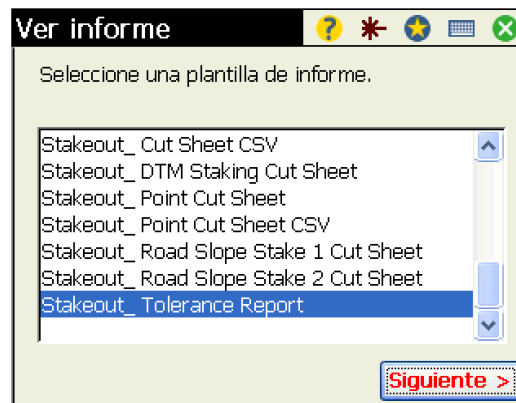 Ver informe
Seleccione una plantilla de informe.
Stakeout_ Cut Sheet CSV
Stakeout_ DTM Staking Cut Sheet
Stakeout_ Point Cut Sheet
Stakeout_ Point Cut Sheet CSV
Stakeout_ Road Slope Stake 1 Cut Sheet
Stakeout_ Road Slope Stake 2 Cut Sheet
Stakeout_ Tolerance Report
Siguiente >